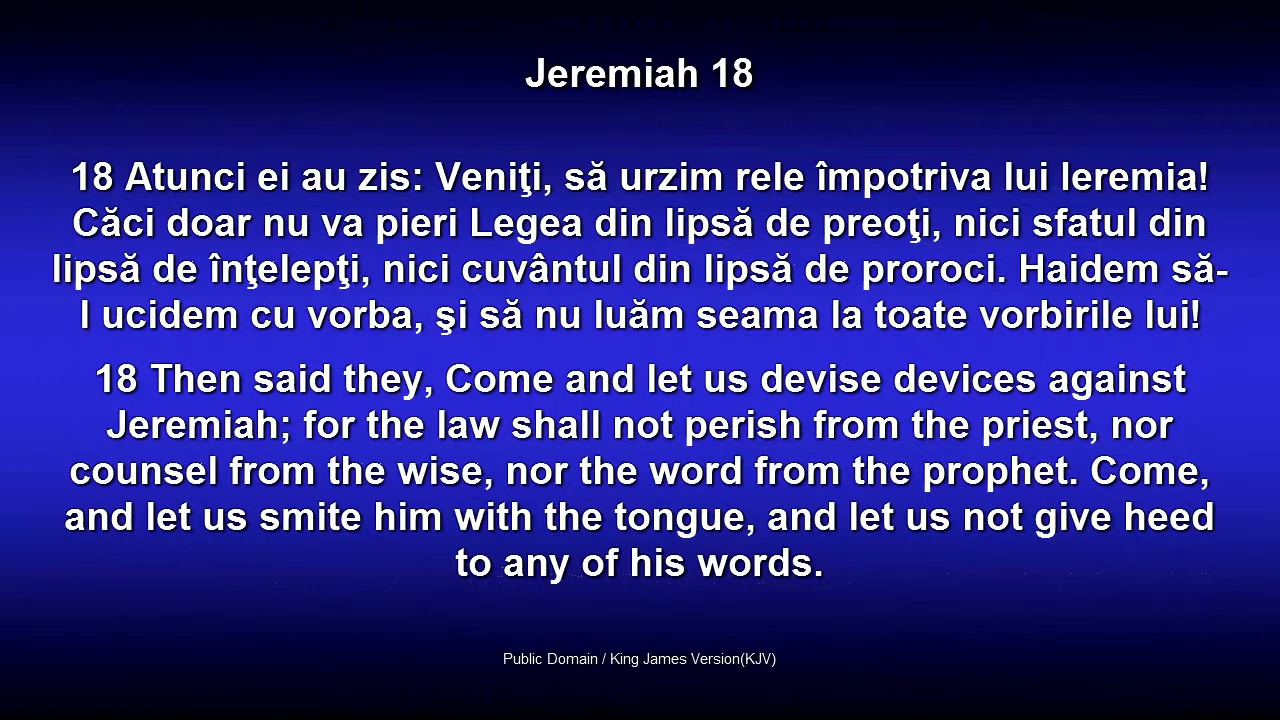 Jeremiah 18
18 Atunci ei au zis: Veniţi, să urzim rele împotriva lui Ieremia!
Căci doar nu va pieri Legea din lipsă de preoţi, nici sfatul din
lipsă de înţelepţi, nici cuvântul din lipsă de proroci. Haidem să-
l ucidem cu vorba, şi să nu luăm seama la toate vorbirile lui!
18 Then said they, Come and let us devise devices against
Jeremiah; for the law shall not perish from the priest, nor
counsel from the wise, nor the word from the prophet. Come,
and let us smite him with the tongue, and let us not give heed
to any of his words.
Public Domain / King James Version(KJV)